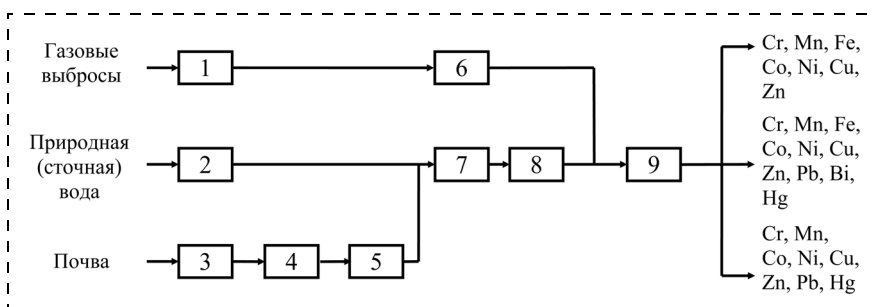 Газовые
выбросы
1
6
Cr, Mn, Fe,
Co, Ni, Cu,
Zn
Природная
(сточная)
вода
2
7
8
9
Cr, Mn, Fe,
Co, Ni, Cu,
Zn, Pb, Bi,
Hg
Почва
3
4
5
Cr, Mn,
Co, Ni, Cu,
Zn, Pb, Hg